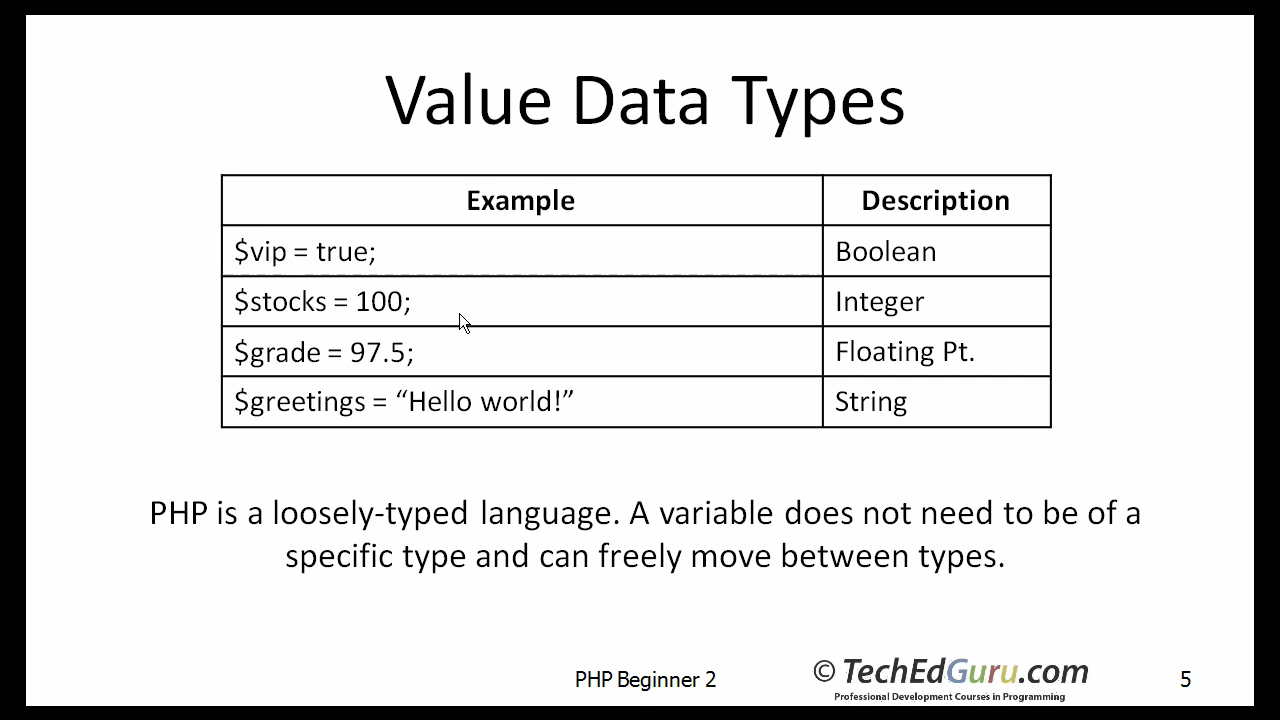 Value Data Types
Example Description
$vip = true; Boolean
$stocks = 100; Integer
$grade = 97.5; Floating Pt.
$greetings = “Hello world!” String
PHP is a loosely-typed language. A variable does not need to be of a
specific type and can freely move between types.
PHP Beginner 2 © TechEdGuru.com 5
Professional Development Courses in Programming